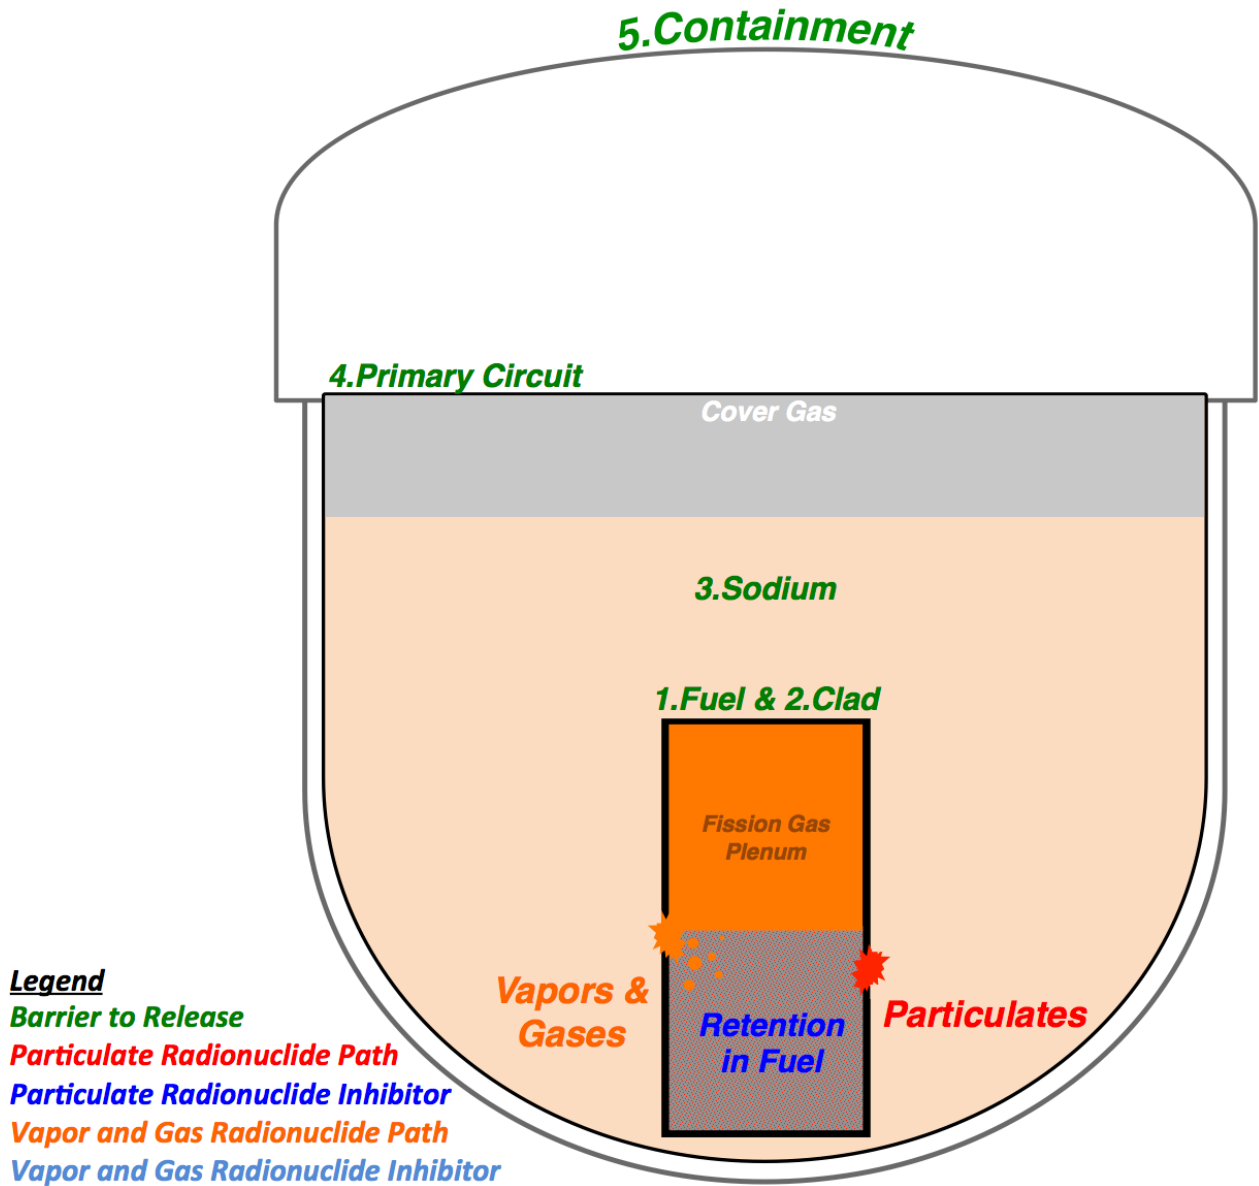 5.Containment
4.Primary Circuit
Cover Gas
3.Sodium
1.Fuel & 2.Clad
Fission Gas
Plenum
Vapors &
Gases
Retention
in Fuel
Particulates
Legend
Barrier to Release
Particulate Radionuclide Path
Particulate Radionuclide Inhibitor
Vapor and Gas Radionuclide Path
Vapor and Gas Radionuclide Inhibitor